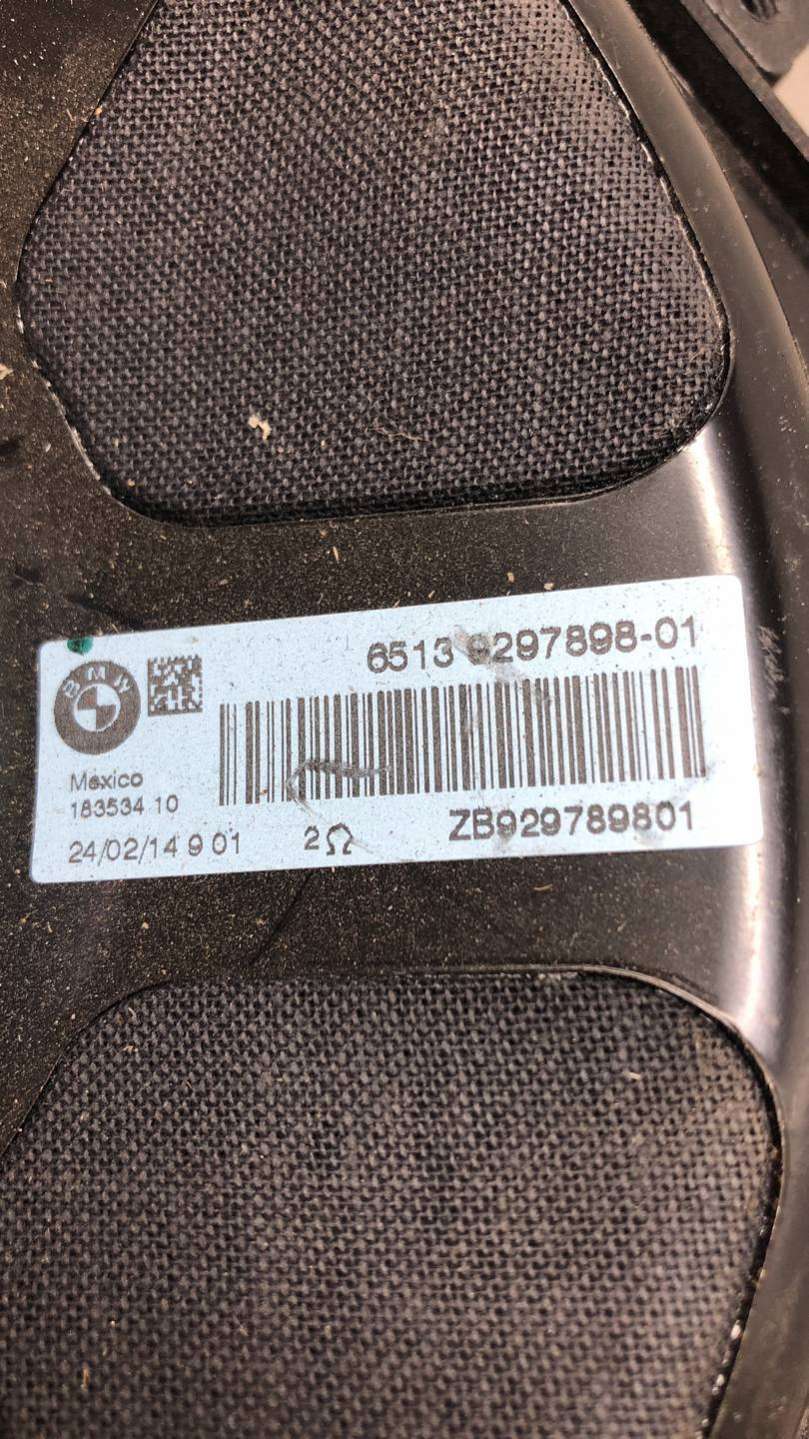 6513 9297898-01
BMW
Mexico
183534 10
24/02/14 9 01
2Ω
ZB929789801